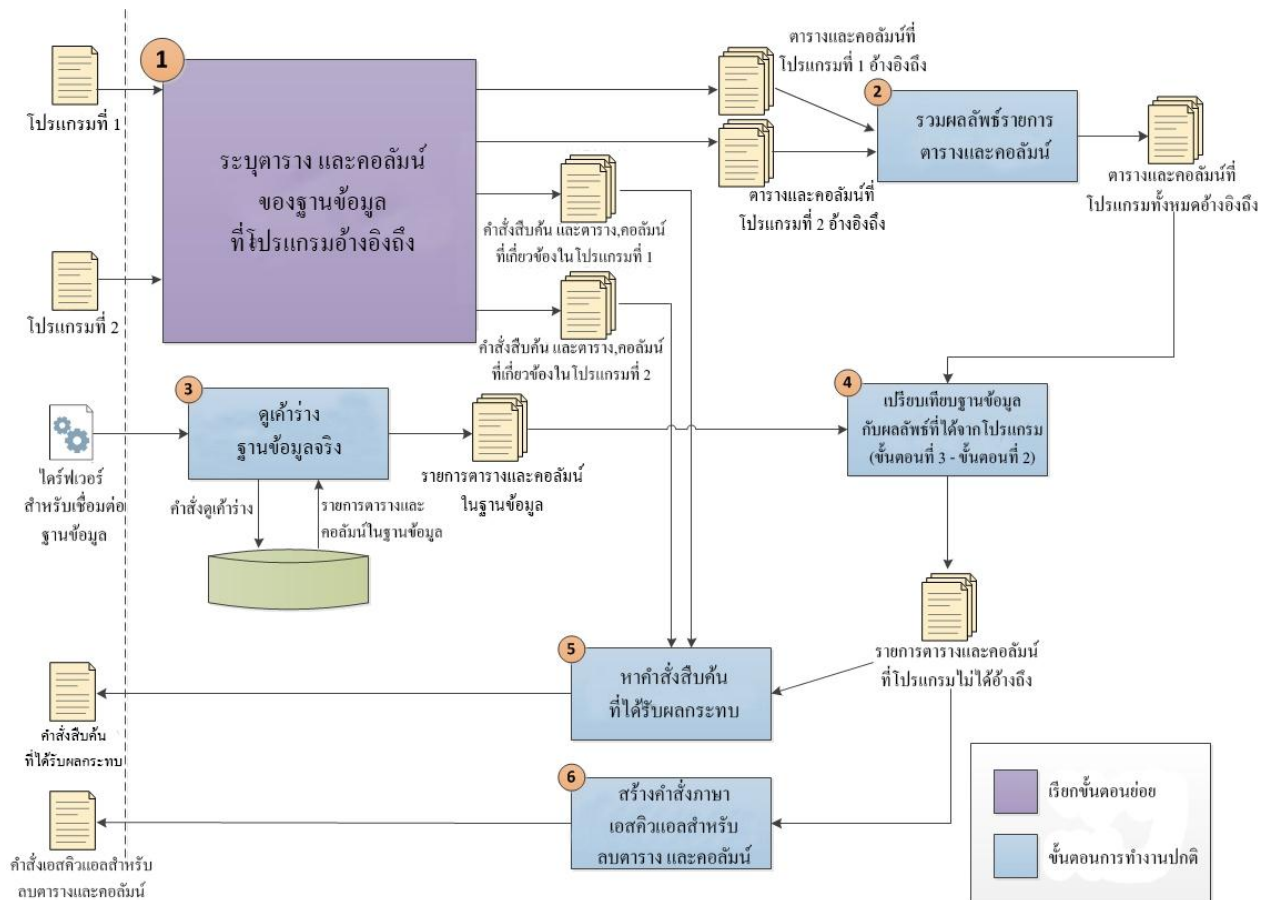 โปรแกรมที่ 1
1
ระบุตาราง และคอลัมน์
ของฐานข้อมูล
ที่โปรแกรมอ้างอิงถึง
ตารางและคอลัมน์ที่
โปรแกรมที่ 1 อ้างอิงถึง
2
รวมผลลัพธ์รายการ
ตารางและคอลัมน์
ตารางและคอลัมน์ที่
โปรแกรมทั้งหมดอ้างอิงถึง
ตารางและคอลัมน์ที่
โปรแกรมที่ 2 อ้างอิงถึง
คำสั่งสืบค้น และตาราง,คอลัมน์
ที่เกี่ยวข้องในโปรแกรมที่ 1
โปรแกรมที่ 2
คำสั่งสืบค้น และตาราง,คอลัมน์
ที่เกี่ยวข้องในโปรแกรมที่ 2
3
ดูเค้าร่าง
ฐานข้อมูลจริง
4
เปรียบเทียบฐานข้อมูล
กับผลลัพธ์ที่ได้จากโปรแกรม
(ขั้นตอนที่ 3 - ขั้นตอนที่ 2)
ไดร์ฟเวอร์
สำหรับเชื่อมต่อ
ฐานข้อมูล
คำสั่งดูเค้าร่าง
รายการตารางและ
คอลัมน์ในฐานข้อมูล
รายการตารางและคอลัมน์
ในฐานข้อมูล
5
หาคำสั่งสืบค้น
ที่ได้รับผลกระทบ
รายการตารางและคอลัมน์
ที่โปรแกรมไม่ได้อ้างถึง
คำสั่งสืบค้น
ที่ได้รับผลกระทบ
6
สร้างคำสั่งภาษา
เอสคิวแอลสำหรับ
ลบตาราง และคอลัมน์
คำสั่งเอสคิวแอลสำหรับ
ลบตารางและคอลัมน์
เรียกขั้นตอนย่อย
ขั้นตอนการทำงานปกติ